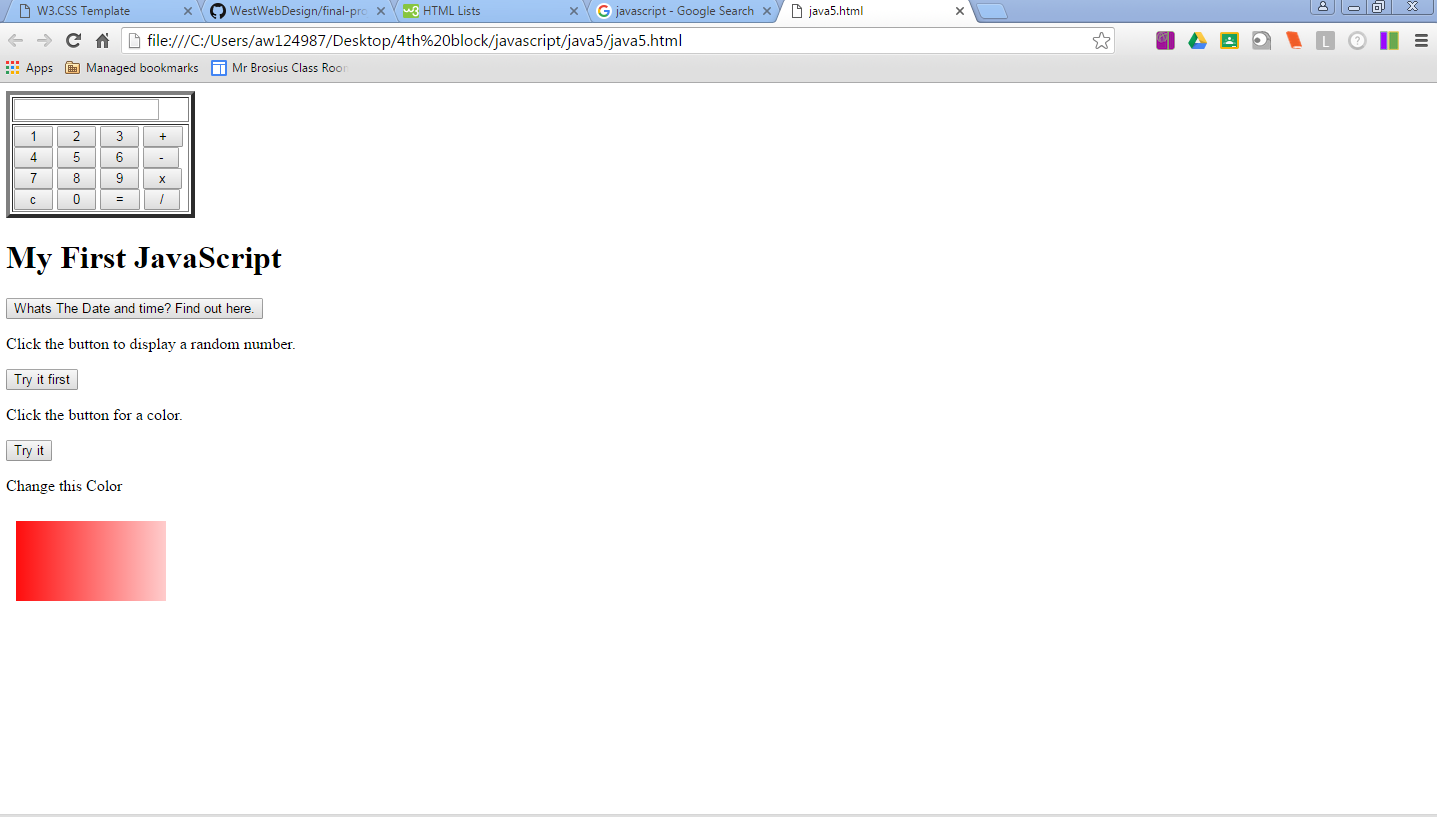 W3.CSS Template
WestWebDesign/final-pro
HTML Lists
javascript - Google Search
java5.html
file:///C:/Users/aw124987/Desktop/4th%20block/javascript/java5/java5.html
L
?
Apps
Managed bookmarks
Mr Brosius Class Room
1 2 3 +
4 5 6 -
7 8 9 x
c 0 = /
My First JavaScript
Whats The Date and time? Find out here.
Click the button to display a random number.
Try it first
Click the button for a color.
Try it
Change this Color